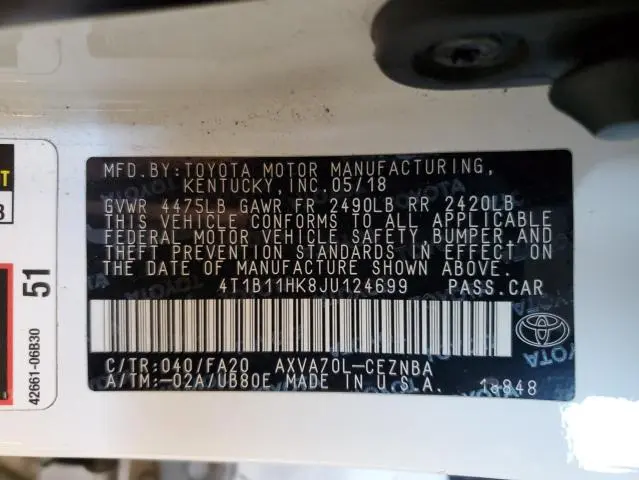 MFD.BY:TOYOTA MOTOR MANUFACTURING,
KENTUCKY,INC.05/18
GVWR 4475LB GAWR FR 2490LB RR 2420LB
THIS VEHICLE CONFORMS TO ALL APPLICABLE
FEDERAL MOTOR VEHICLE SAFETY,BUMPER,AND
THEFT PREVENTION STANDARDS IN EFFECT ON
THE DATE OF MANUFACTURE SHOWN ABOVE.
4T1B11HK8JU124699 PASS.CAR
C/TR:040/FA20 AXVA70L-CEZNBA
A/TM:-02A/UB80E MADE IN U.S.A.
TOYOTA
51
42661-06B30